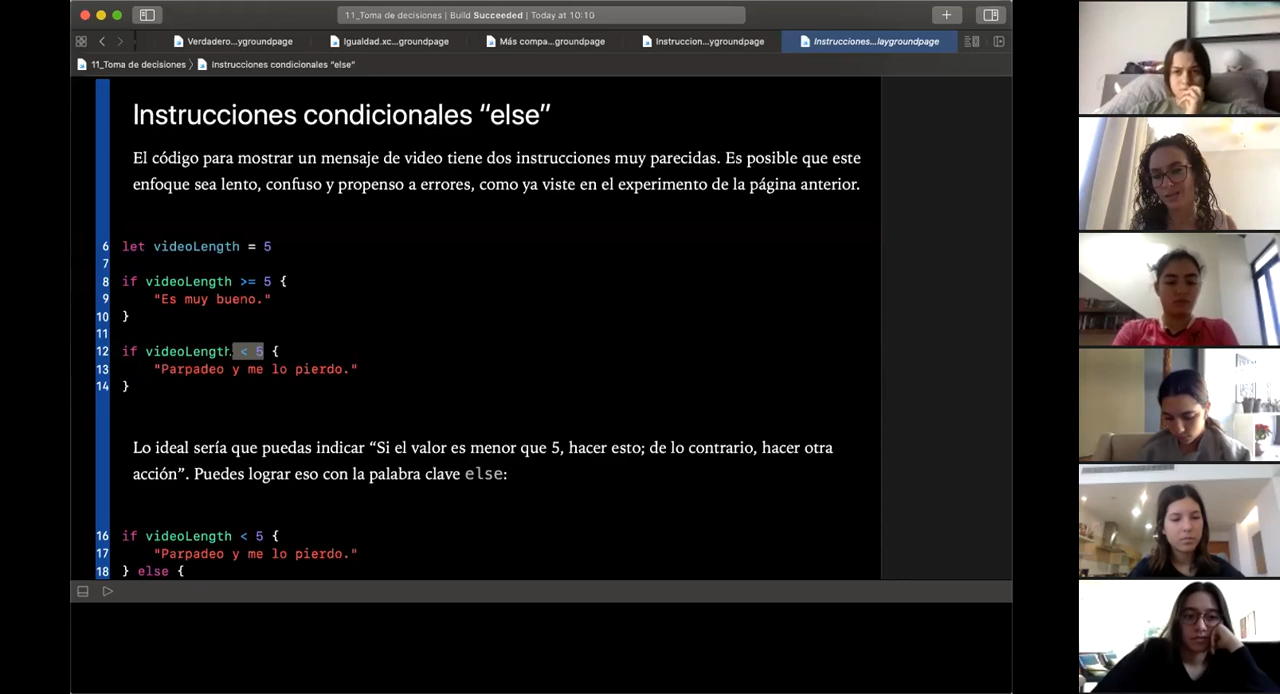 11_Toma de decisiones | Build Succeeded | Today at 10:10
Verdadero...ygroundpage
Igualdad.xc...groundpage
Más compa...groundpage
Instruccion...ygroundpage
Instrucciones...laygroundpage
11_Toma de decisiones > Instrucciones condicionales “else”
Instrucciones condicionales “else”
El código para mostrar un mensaje de video tiene dos instrucciones muy parecidas. Es posible que este
enfoque sea lento, confuso y propenso a errores, como ya viste en el experimento de la página anterior.
6 let videoLength = 5
7
8 if videoLength >= 5 {
9 "Es muy bueno."
10 }
11
12 if videoLength < 5 {
13 "Parpadeo y me lo pierdo."
14 }
Lo ideal sería que puedas indicar “Si el valor es menor que 5, hacer esto; de lo contrario, hacer otra
acción”. Puedes lograr eso con la palabra clave else:
16 if videoLength < 5 {
17 "Parpadeo y me lo pierdo."
18 } else {